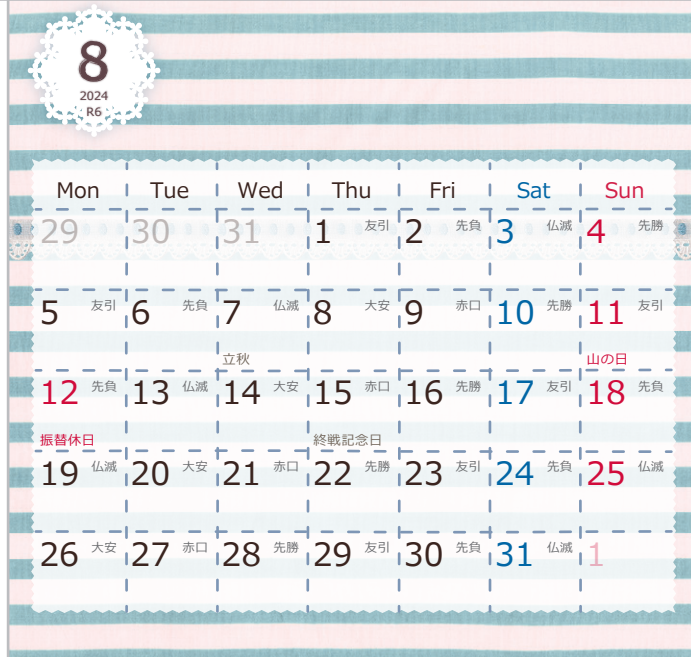 8
2024
R6
Mon Tue Wed Thu Fri Sat Sun
29 30 31 1 友引 2 先負 3 仏滅 4 先勝
5 友引 6 先負 7 仏滅 8 大安 9 赤口 10 先勝 11 友引
立秋 山の日
12 先負 13 仏滅 14 大安 15 赤口 16 先勝 17 友引 18 先負
振替休日 終戦記念日
19 仏滅 20 大安 21 赤口 22 先勝 23 友引 24 先負 25 仏滅
26 大安 27 赤口 28 先勝 29 友引 30 先負 31 仏滅 1